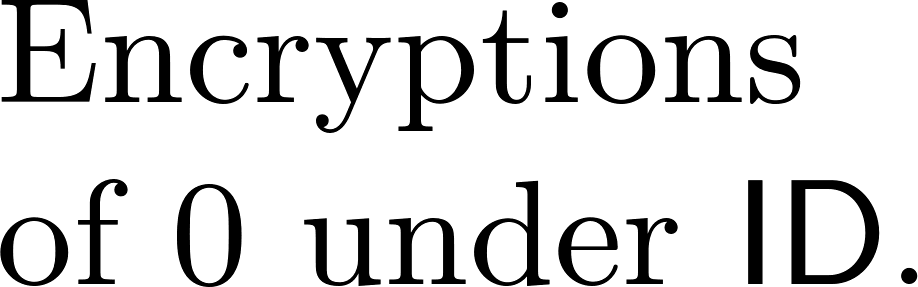 Encryptions
of 0 under ID.